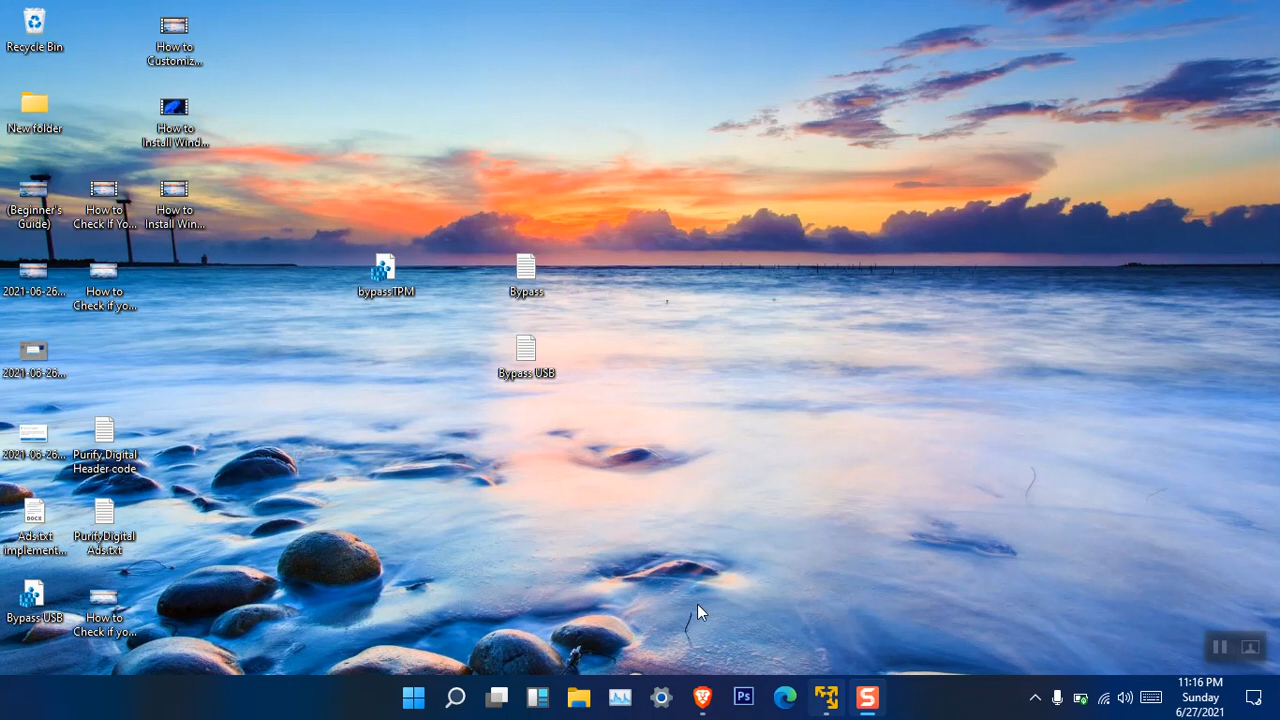 Recycle Bin
How to
Customiz...
New folder
How to
Install Wind...
(Beginner's
Guide)
How to
Check if Yo...
How to
Install Win...
2021-06-26...
How to
Check if yo...
bypassTPM
Bypass
2021-06-26...
Bypass USB
2021-06-26...
Purify Digital
Header code
DOCX
Ads.txt
implement...
PurifyDigital
Ads.txt
Bypass USB
How to
Check if yo...
Ps
S
11:16 PM
Sunday
6/27/2021